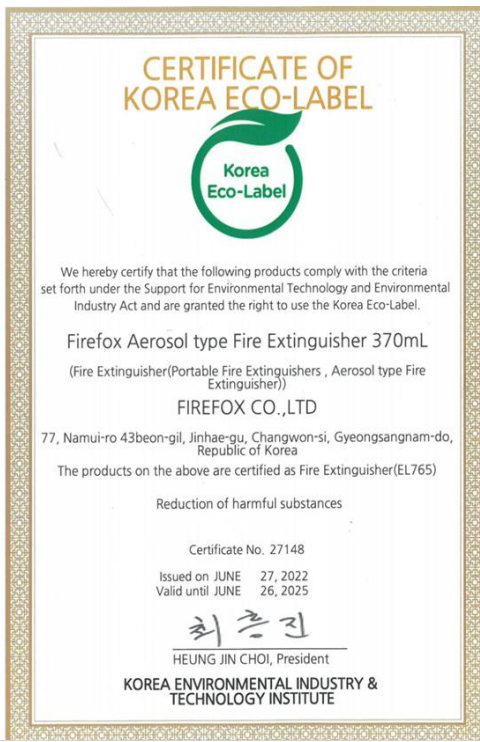 CERTIFICATE OF
KOREA ECO-LABEL
Korea
Eco-Label
We hereby certify that the following products comply with the criteria
set forth under the Support for Environmental Technology and Environmental
Industry Act and are granted the right to use the Korea Eco-Label.
Firefox Aerosol type Fire Extinguisher 370mL
(Fire Extinguisher(Portable Fire Extinguishers , Aerosol type Fire
Extinguisher))
FIREFOX CO.,LTD
77, Namui-ro 43beon-gil, Jinhae-gu, Changwon-si, Gyeongsangnam-do,
Republic of Korea
The products on the above are certified as Fire Extinguisher(EL765)
Reduction of harmful substances
Certificate No. 27148
Issued on JUNE 27, 2022
Valid until JUNE 26, 2025
최흥진
HEUNG JIN CHOI, President
KOREA ENVIRONMENTAL INDUSTRY &
TECHNOLOGY INSTITUTE